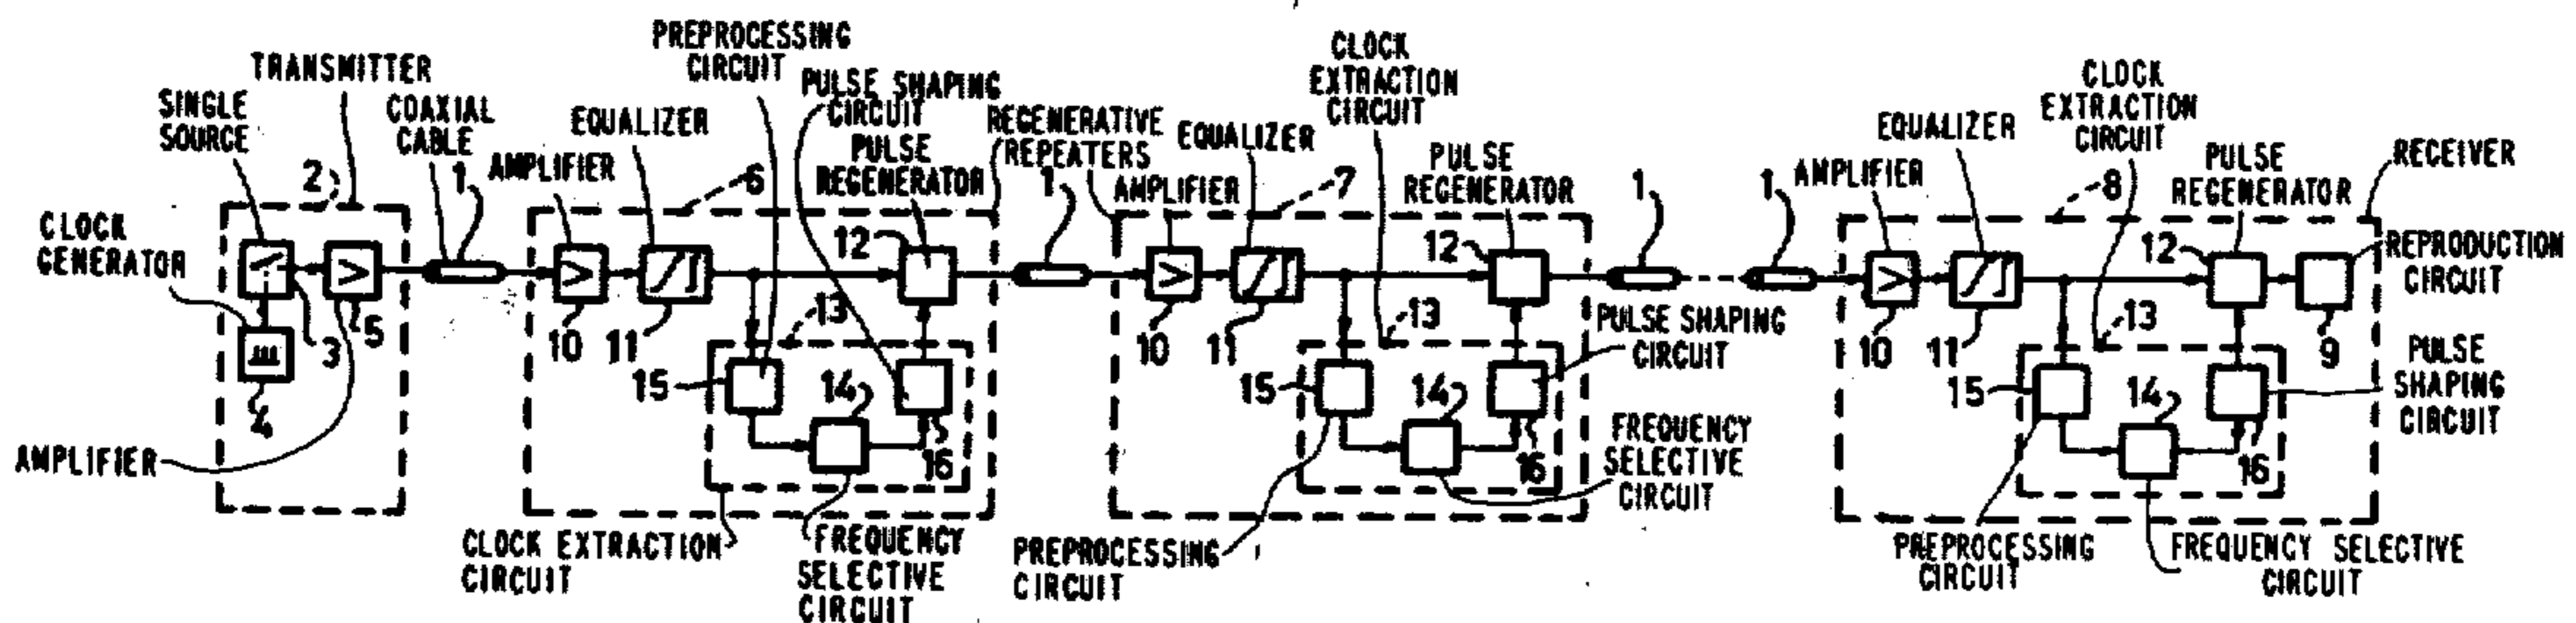 TRANSMITTER
SINGLE
SOURCE
COAXIAL
CABLE
CLOCK
GENERATOR
2
1
3
5
4
AMPLIFIER
PREPROCESSING
CIRCUIT
PULSE SHAPING
CIRCUIT
EQUALIZER
AMPLIFIER
6
PULSE
REGENERATOR
REGENERATIVE
REPEATERS
12
10
11
13
15
14
16
CLOCK EXTRACTION
CIRCUIT
FREQUENCY
SELECTIVE
CIRCUIT
1
CLOCK
EXTRACTION
CIRCUIT
EQUALIZER
AMPLIFIER
7
PULSE
REGENERATOR
12
10
11
13
15
14
16
PULSE SHAPING
CIRCUIT
FREQUENCY
SELECTIVE
CIRCUIT
PREPROCESSING
CIRCUIT
1
1
CLOCK
EXTRACTION
CIRCUIT
EQUALIZER
AMPLIFIER
8
PULSE
REGENERATOR
RECEIVER
12
REPRODUCTION
CIRCUIT
10
11
13
9
15
14
16
PULSE
SHAPING
CIRCUIT
PREPROCESSING
CIRCUIT
FREQUENCY SELECTIVE
CIRCUIT